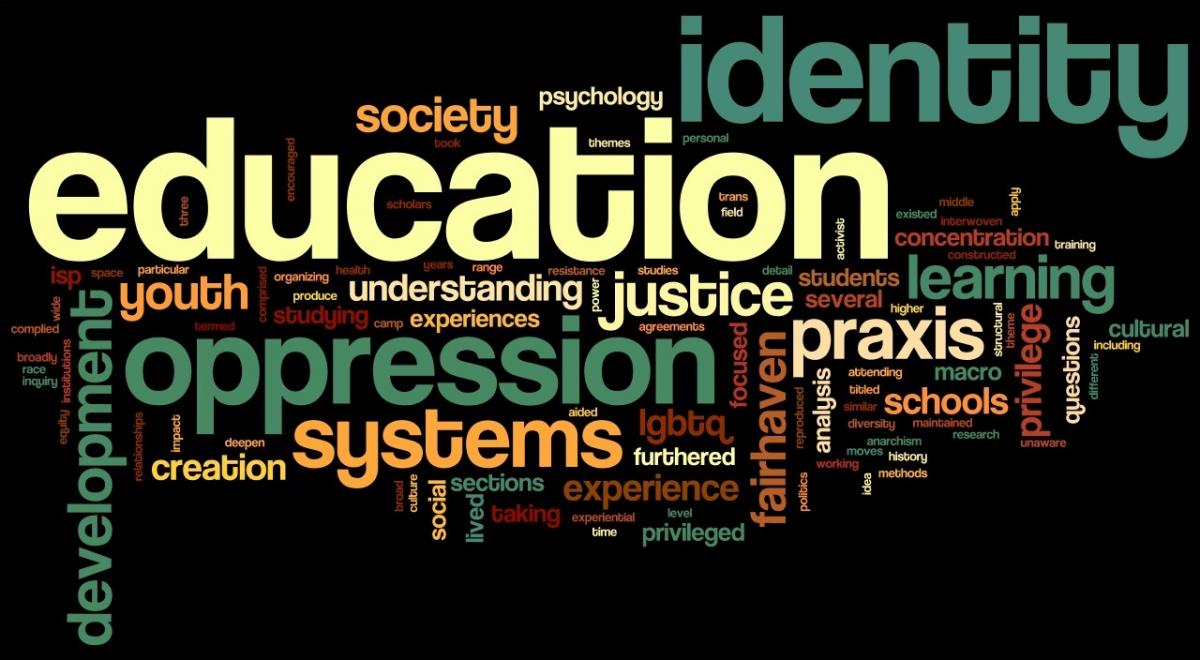 identity
psychology
society
took
themes
personal
education
encouraged
three
scholars
trans
field
activist
middle
apply
existed
interwoven
concentration
training
constructed
isp
space
particular
organizing
health
years
range
resistance
studies
detail
students
learning
youth
comprised
produce
understanding
power
justice
several
higher
wide
termed
studying
camp
experiences
agreements
praxis
structural
theme
privilege
questions
cultural
including
different
complied
broadly
race
inquiry
institutions
equity
development
oppression
focused
fairhaven
attending
macro
titled
schools
similar
reproduced
analysis
diversity
maintained
research
unaware
relationships
impact
deepen
creation
systems
aided
lgbtq
furthered
anarchism
moves
history
working
idea
methods
politics
broad
culture
social
sections
lived
taking
experience
experiential
time
level
privileged